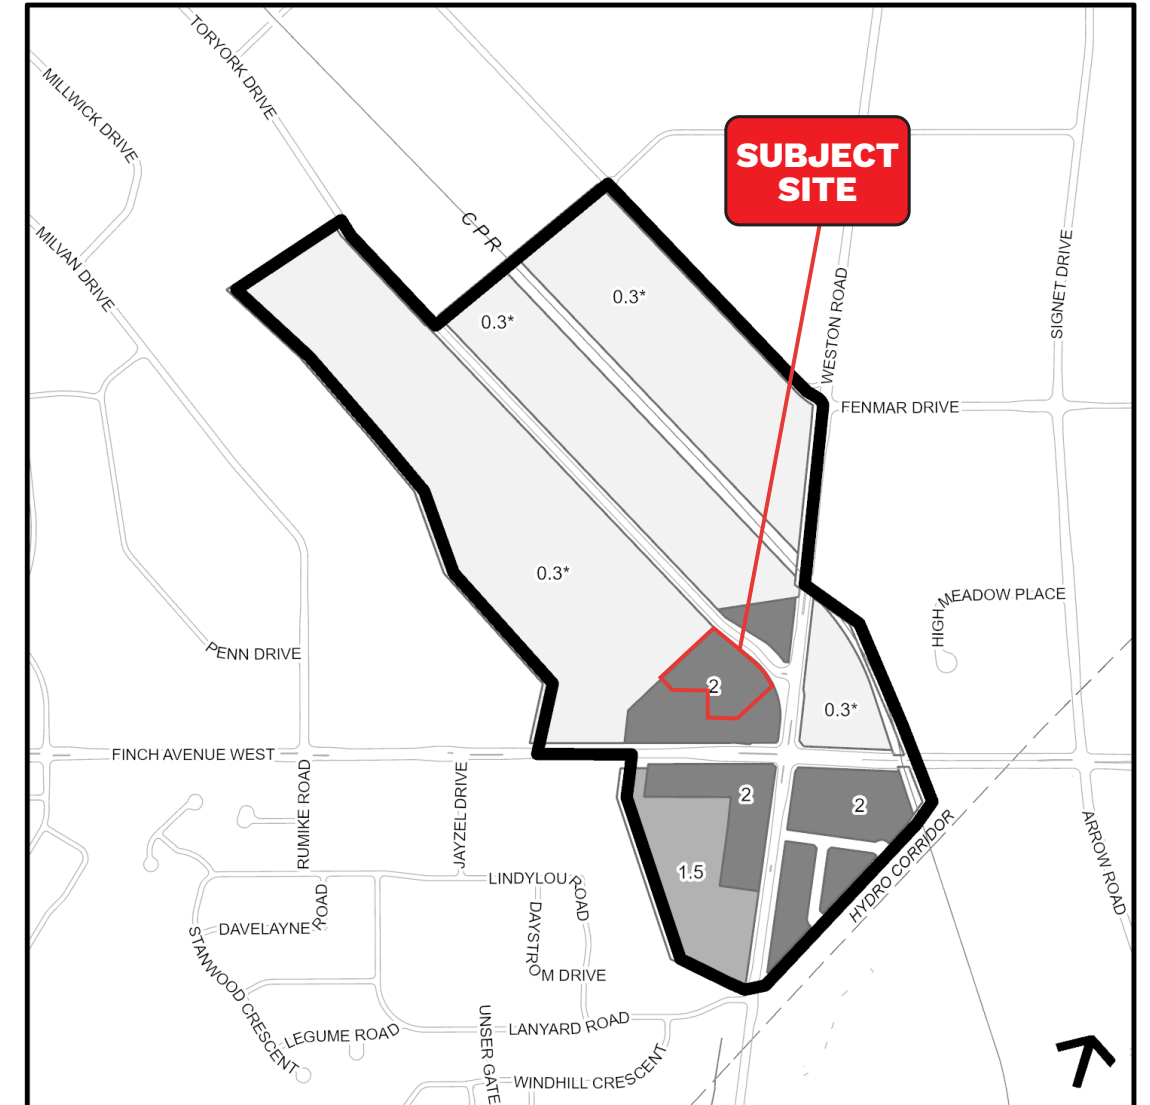 TORYORK DRIVE
MILLWICK DRIVE
SUBJECT
SITE
MILVAN DRIVE
CPR
WESTON ROAD
SIGNET DRIVE
0.3*
0.3*
FENMAR DRIVE
0.3*
HIGH MEADOW PLACE
PENN DRIVE
2
0.3*
FINCH AVENUE WEST
RUMIKE ROAD
JAYZEL DRIVE
2
2
1.5
HYDRO CORRIDOR
ARROW ROAD
LINDYLOU ROAD
DAVELAYNE ROAD
DAYSTROM DRIVE
STANWOOD CRESCENT
LEGUME ROAD
UNSER GATE
LANYARD ROAD
WINDHILL CRESCENT